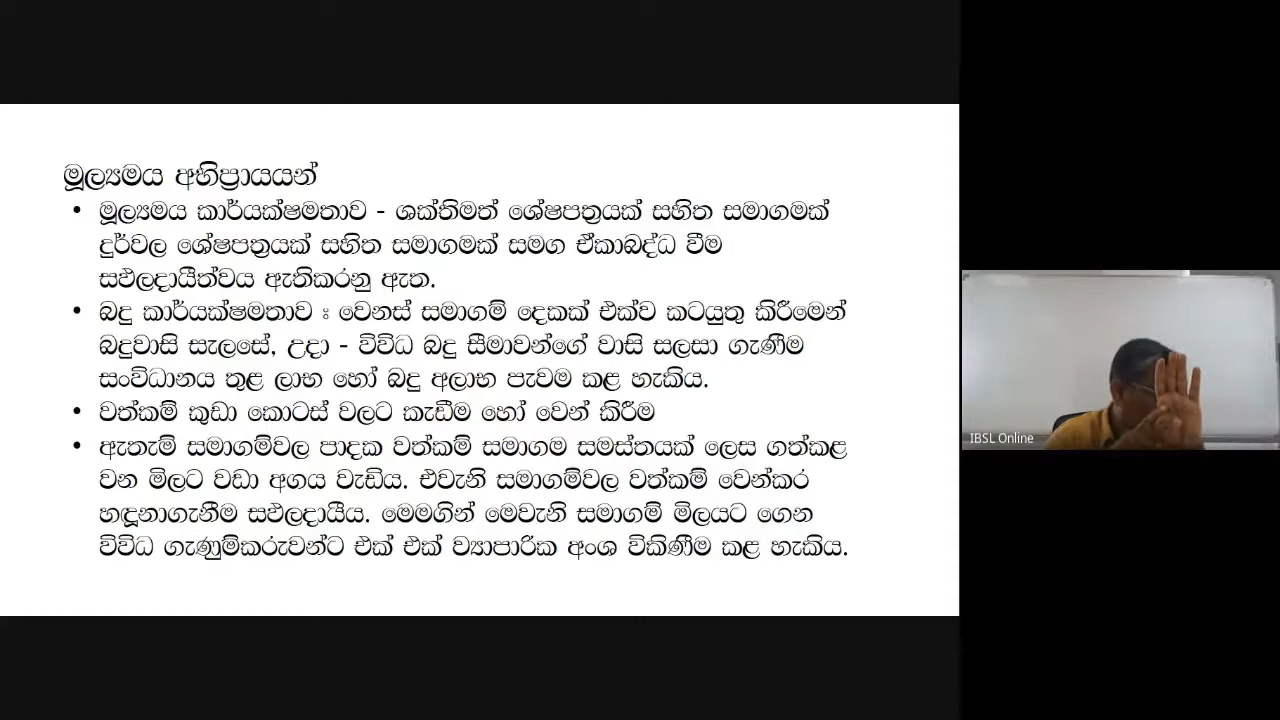 මූල්‍යමය අභිප්‍රායයන්
• මූල්‍යමය කාර්යක්ෂමතාව - ශක්තිමත් ශේෂපත්‍රයක් සහිත සමාගමක්
දුර්වල ශේෂපත්‍රයක් සහිත සමාගමක් සමග ඒකාබද්ධ වීම
සඵලදායීත්වය ඇතිකරනු ඇත.
• බදු කාර්යක්ෂමතාව : වෙනස් සමාගම් දෙකක් එක්ව කටයුතු කිරීමෙන්
බදුවාසි සැලසේ, උදා - විවිධ බදු සීමාවන්ගේ වාසි සලසා ගැණීම
සංවිධානය තුළ ලාභ හෝ බදු අලාභ පැවම කළ හැකිය.
• වත්කම් කුඩා කොටස් වලට කැඩීම හෝ වෙන් කිරීම
• ඇතැම් සමාගම්වල පාදක වත්කම් සමාගම සමස්තයක් ලෙස ගත්කළ
වන මිලට වඩා අගය වැඩිය. එවැනි සමාගම්වල වත්කම් වෙන්කර
හඳුනාගැනීම සඵලදායීය. මෙමගින් මෙවැනි සමාගම් මිලයට ගෙන
විවිධ ගැණුම්කරුවන්ට එක් එක් ව්‍යාපාරික අංශ විකිණීම කළ හැකිය.
IBSL Online